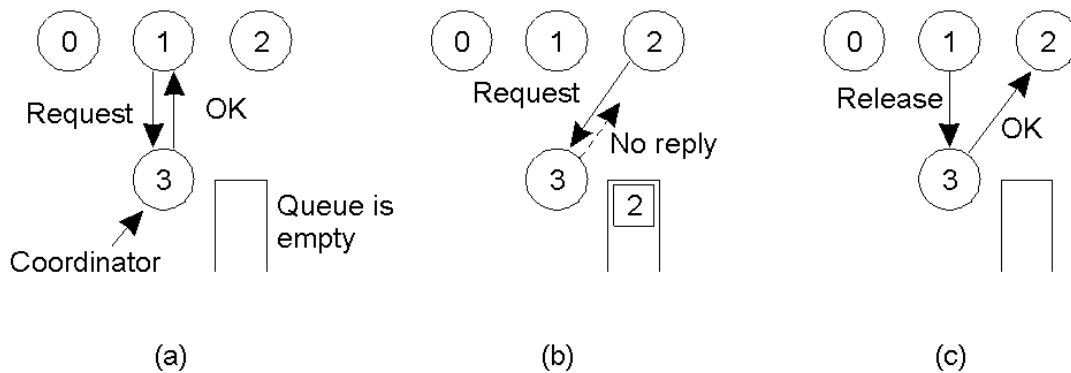 0 1 2
Request
OK
3
Queue is
empty
Coordinator
(a)
0 1 2
Request
No reply
3
2
(b)
0 1 2
Release
OK
3
(c)